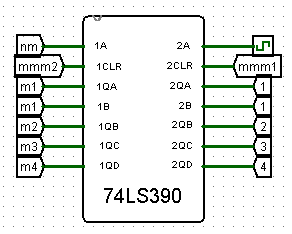 nm 1A 2A
mmm2 1CLR 2CLR mmm1
m1 1QA 2QA 1
m1 1B 2B 1
m2 1QB 2QB 2
m3 1QC 2QC 3
m4 1QD 2QD 4
74LS390